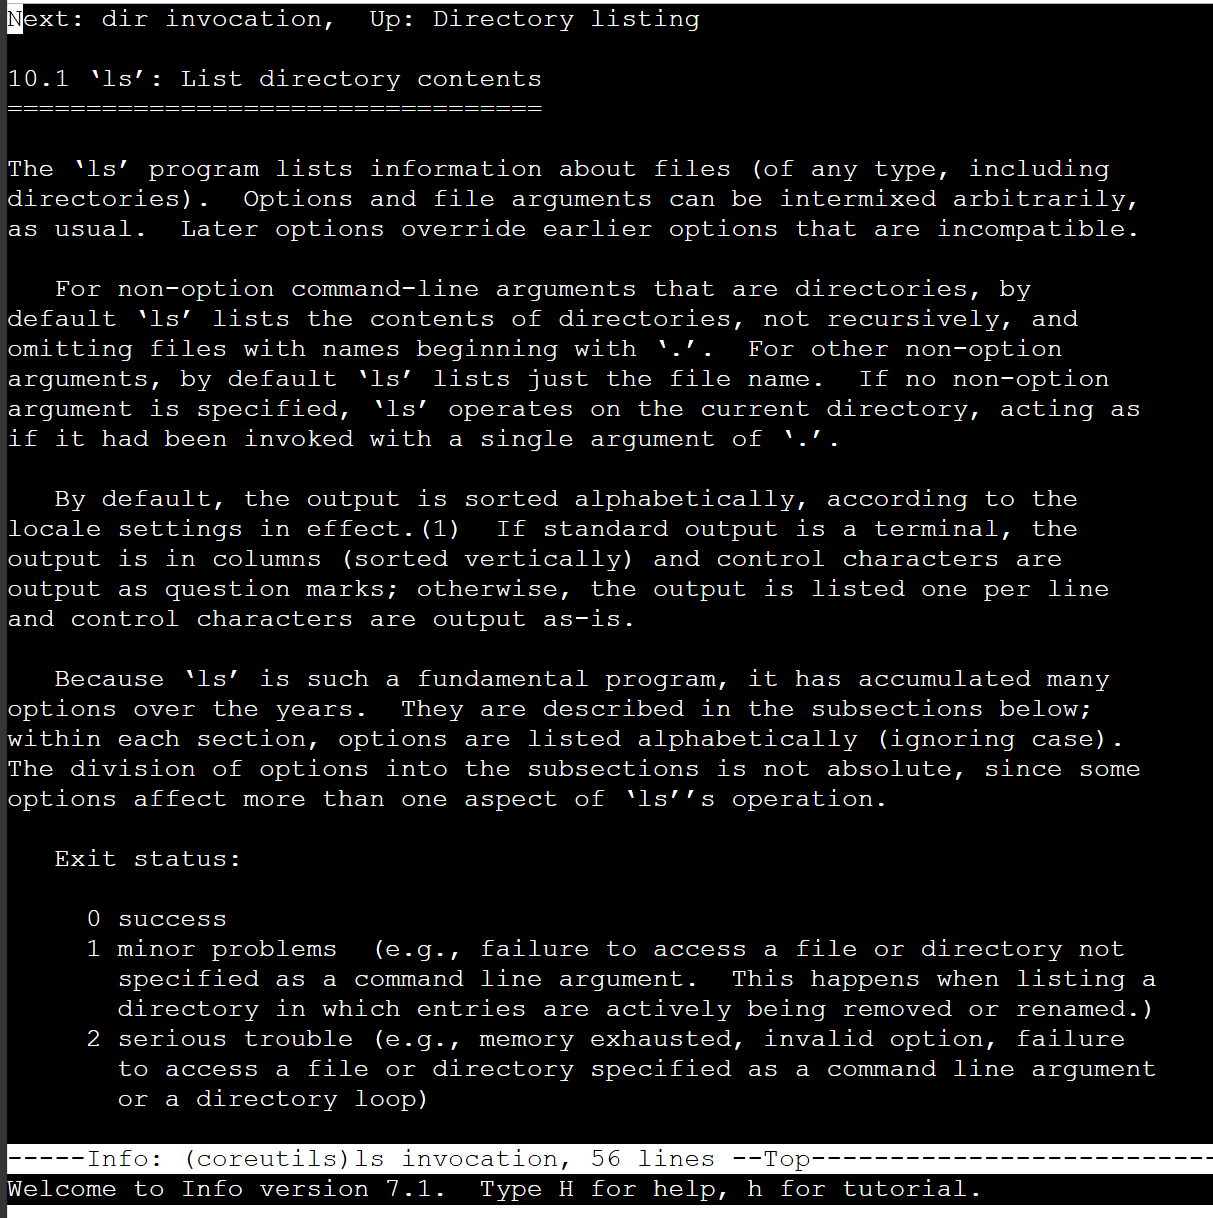 Next: dir invocation,  Up: Directory listing
10.1 ‘ls’: List directory contents
==================================
The ‘ls’ program lists information about files (of any type, including
directories).  Options and file arguments can be intermixed arbitrarily,
as usual.  Later options override earlier options that are incompatible.
   For non-option command-line arguments that are directories, by
default ‘ls’ lists the contents of directories, not recursively, and
omitting files with names beginning with ‘.’.  For other non-option
arguments, by default ‘ls’ lists just the file name.  If no non-option
argument is specified, ‘ls’ operates on the current directory, acting as
if it had been invoked with a single argument of ‘.’.
   By default, the output is sorted alphabetically, according to the
locale settings in effect.(1)  If standard output is a terminal, the
output is in columns (sorted vertically) and control characters are
output as question marks; otherwise, the output is listed one per line
and control characters are output as-is.
   Because ‘ls’ is such a fundamental program, it has accumulated many
options over the years.  They are described in the subsections below;
within each section, options are listed alphabetically (ignoring case).
The division of options into the subsections is not absolute, since some
options affect more than one aspect of ‘ls’’s operation.
   Exit status:
     0 success
     1 minor problems  (e.g., failure to access a file or directory not
       specified as a command line argument.  This happens when listing a
       directory in which entries are actively being removed or renamed.)
     2 serious trouble (e.g., memory exhausted, invalid option, failure
       to access a file or directory specified as a command line argument
       or a directory loop)
-----Info: (coreutils)ls invocation, 56 lines --Top--------------------------
Welcome to Info version 7.1.  Type H for help, h for tutorial.